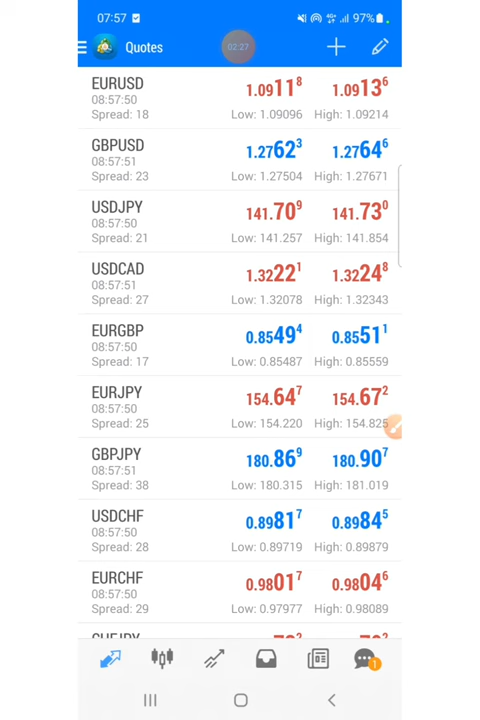 07:57 97%
Quotes 02:27
EURUSD
08:57:50
Spread: 18
1.09118 1.09136
Low: 1.09096 High: 1.09214
GBPUSD
08:57:51
Spread: 23
1.27623 1.27646
Low: 1.27504 High: 1.27671
USDJPY
08:57:50
Spread: 21
141.709 141.730
Low: 141.257 High: 141.854
USDCAD
08:57:51
Spread: 27
1.32221 1.32248
Low: 1.32078 High: 1.32343
EURGBP
08:57:50
Spread: 17
0.85494 0.85511
Low: 0.85487 High: 0.85559
EURJPY
08:57:50
Spread: 25
154.647 154.672
Low: 154.220 High: 154.825
GBPJPY
08:57:51
Spread: 38
180.869 180.907
Low: 180.315 High: 181.019
USDCHF
08:57:50
Spread: 28
0.89817 0.89845
Low: 0.89719 High: 0.89879
EURCHF
08:57:50
Spread: 29
0.98017 0.98046
Low: 0.97977 High: 0.98089
1